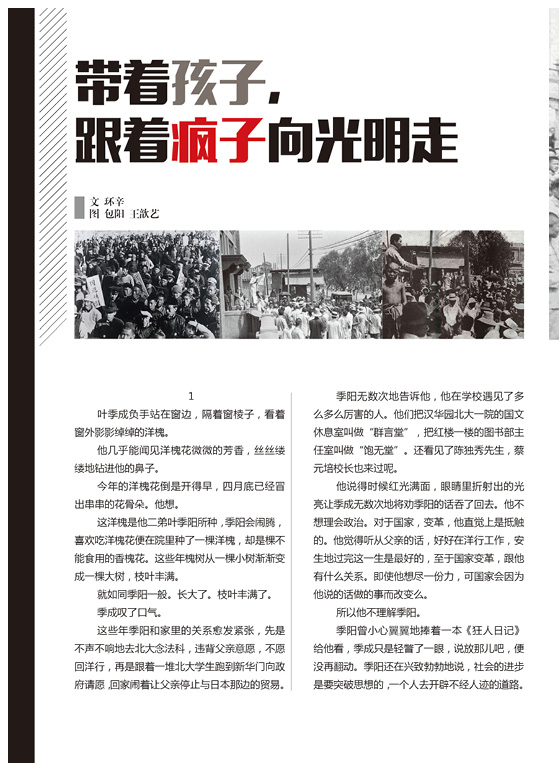 带着孩子，
跟着疯子向光明走
文 环辛
图 包阳 王歆艺
1
叶季成负手站在窗边，隔着窗棂子，看着
窗外影影绰绰的洋槐。
他几乎能闻见洋槐花微微的芳香，丝丝缕
缕地钻进他的鼻子。
今年的洋槐花倒是开得早，四月底已经冒
出串串的花骨朵。他想。
这洋槐是他二弟叶季阳所种，季阳会闹腾，
喜欢吃洋槐花便在院里种了一棵洋槐，却是棵不
能食用的香槐花。这些年槐树从一棵小树渐渐变
成一棵大树，枝叶丰满。
就如同季阳一般。长大了。枝叶丰满了。
季成叹了口气。
这些年季阳和家里的关系愈发紧张，先是
不声不响地去北大念法科，违背父亲意愿，不愿
回洋行，再是跟着一堆北大学生跑到新华门向政
府请愿，回家闹着让父亲停止与日本那边的贸易。
季阳无数次地告诉他，他在学校遇见了多
么多么厉害的人。他们把汉华园北大一院的国文
休息室叫做“群言堂”，把红楼一楼的图书部主
任室叫做“饱无堂”。还看见了陈独秀先生，蔡
元培校长也来过呢。
他说得时候红光满面，眼睛里折射出的光
亮让季成无数次地将劝季阳的话吞了回去。他不
想理会政治。对于国家，变革，他直觉上是抵触
的。他觉得听从父亲的话，好好在洋行工作，安
生地过完这一生是最好的，至于国家变革，跟他
有什么关系。即使他想尽一份力，可国家会因为
他说的话做的事而改变么。
所以他不理解季阳。
季阳曾小心翼翼地捧着一本《狂人日记》
给他看，季成只是轻瞥了一眼，说放那儿吧，便
没再翻动。季阳还在兴致勃勃地说，社会的进步
是要突破思想的，一个人去开辟不经人迹的道路。